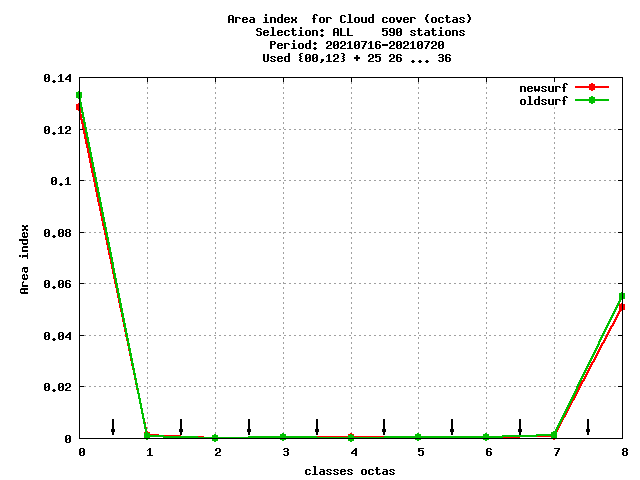 Area index  for Cloud cover (octas)
Selection: ALL    590 stations
Period: 20210716-20210720
Used {00,12} + 25 26 ... 36
newsurf
oldsurf
0.14
0.12
0.1
0.08
0.06
0.04
0.02
0
Area index
0 1 2 3 4 5 6 7 8
classes octas